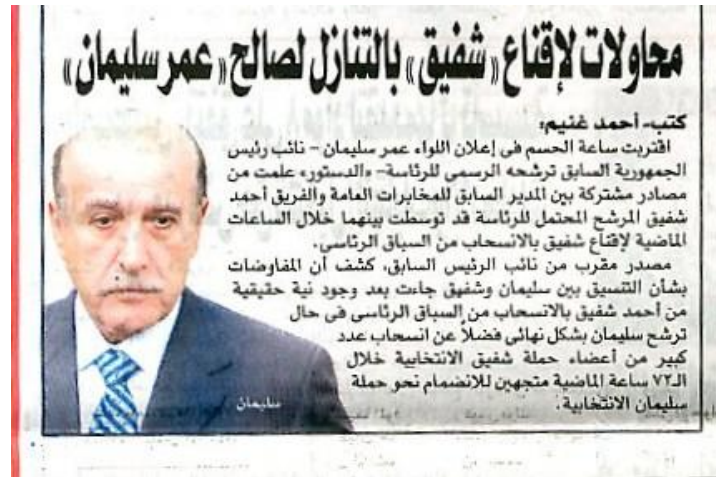 محاولات لإقناع «شفيق» بالتنازل لصالح «عمر سليمان»
كتب- أحمد غنيم:
اقتربت ساعة الحسم فى إعلان اللواء عمر سليمان - نائب رئيس
الجمهورية السابق ترشحه الرسمي للرئاسة- «الدستور» علمت من
مصادر مشتركة بين المدير السابق للمخابرات العامة والفريق أحمد
شفيق المرشح المحتمل للرئاسة قد توسطت بينهما خلال الساعات
الماضية لإقناع شفيق بالانسحاب من السباق الرئاسى.
مصدر مقرب من نائب الرئيس السابق، كشف أن المفاوضات
بشأن التنسيق بين سليمان وشفيق جاءت بعد وجود نية حقيقية
من أحمد شفيق بالانسحاب من السباق الرئاسى فى حال
ترشح سليمان بشكل نهائى فضلاً عن انسحاب عدد
كبير من أعضاء حملة شفيق الانتخابية خلال
الـ٧٢ ساعة الماضية متجهين للانضمام نحو حملة
سليمان الانتخابية.
سليمان